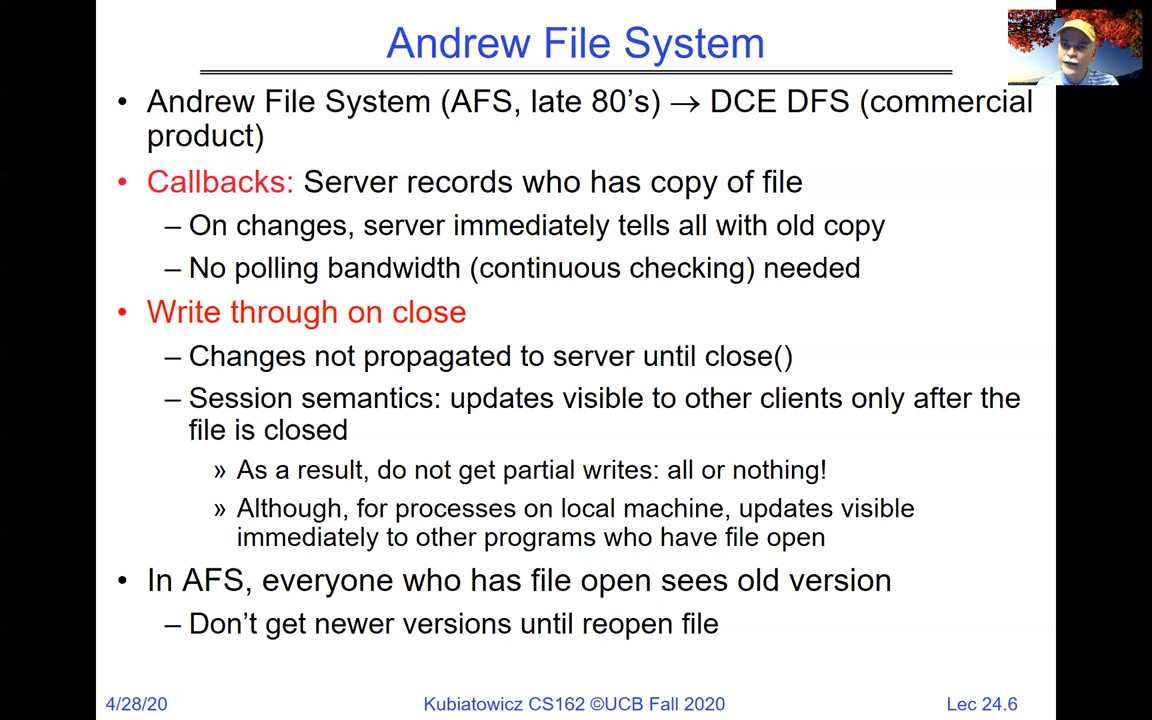 Andrew File System
• Andrew File System (AFS, late 80's) → DCE DFS (commercial
product)
• Callbacks: Server records who has copy of file
– On changes, server immediately tells all with old copy
– No polling bandwidth (continuous checking) needed
• Write through on close
– Changes not propagated to server until close()
– Session semantics: updates visible to other clients only after the
file is closed
» As a result, do not get partial writes: all or nothing!
» Although, for processes on local machine, updates visible
immediately to other programs who have file open
• In AFS, everyone who has file open sees old version
– Don't get newer versions until reopen file
4/28/20 Kubiatowicz CS162 ©UCB Fall 2020 Lec 24.6